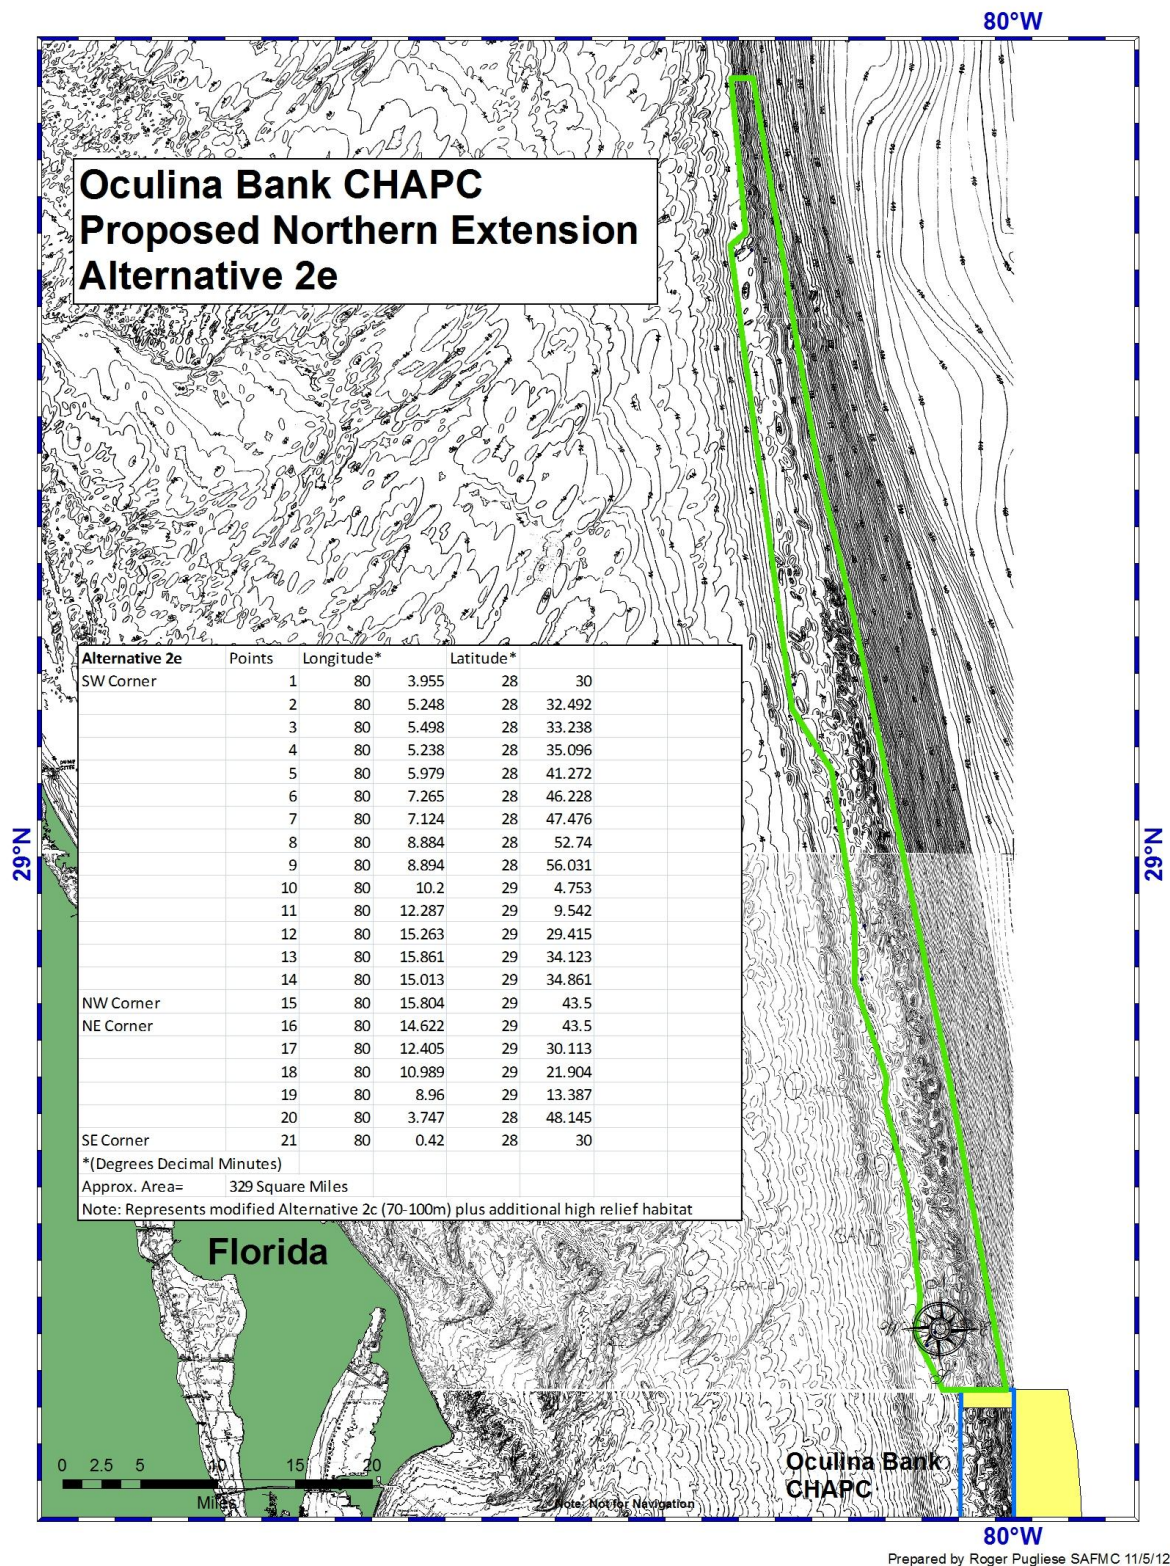 80°W
Oculina Bank CHAPC
Proposed Northern Extension
Alternative 2e
Alternative 2e Points Longitude* Latitude*
SW Corner 1 80 3.955 28 30
2 80 5.248 28 32.492
3 80 5.498 28 33.238
4 80 5.238 28 35.096
5 80 5.979 28 41.272
6 80 7.265 28 46.228
7 80 7.124 28 47.476
8 80 8.884 28 52.74
9 80 8.894 28 56.031
10 80 10.2 29 4.753
11 80 12.287 29 9.542
12 80 15.263 29 29.415
13 80 15.861 29 34.123
14 80 15.013 29 34.861
NW Corner 15 80 15.804 29 43.5
NE Corner 16 80 14.622 29 43.5
17 80 12.405 29 30.113
18 80 10.989 29 21.904
19 80 8.96 29 13.387
20 80 3.747 28 48.145
SE Corner 21 80 0.42 28 30
*(Degrees Decimal Minutes)
Approx. Area= 329 Square Miles
Note: Represents modified Alternative 2c (70-100m) plus additional high relief habitat
29°N
29°N
Florida
SAND
0 2.5 5 10 15 20
Miles
Oculina Bank
CHAPC
Note: Not for Navigation
80°W
Prepared by Roger Pugliese SAFMC 11/5/12